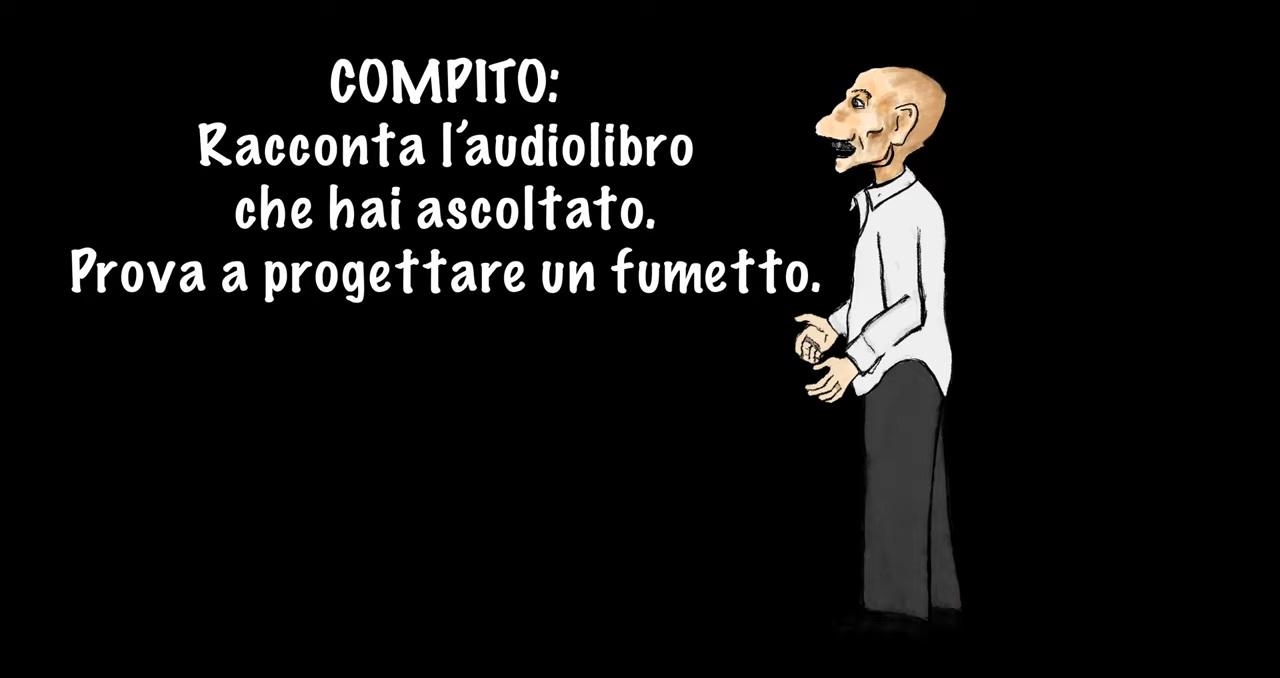 COMPITO:
Racconta l'audiolibro
che hai ascoltato.
Prova a progettare un fumetto.